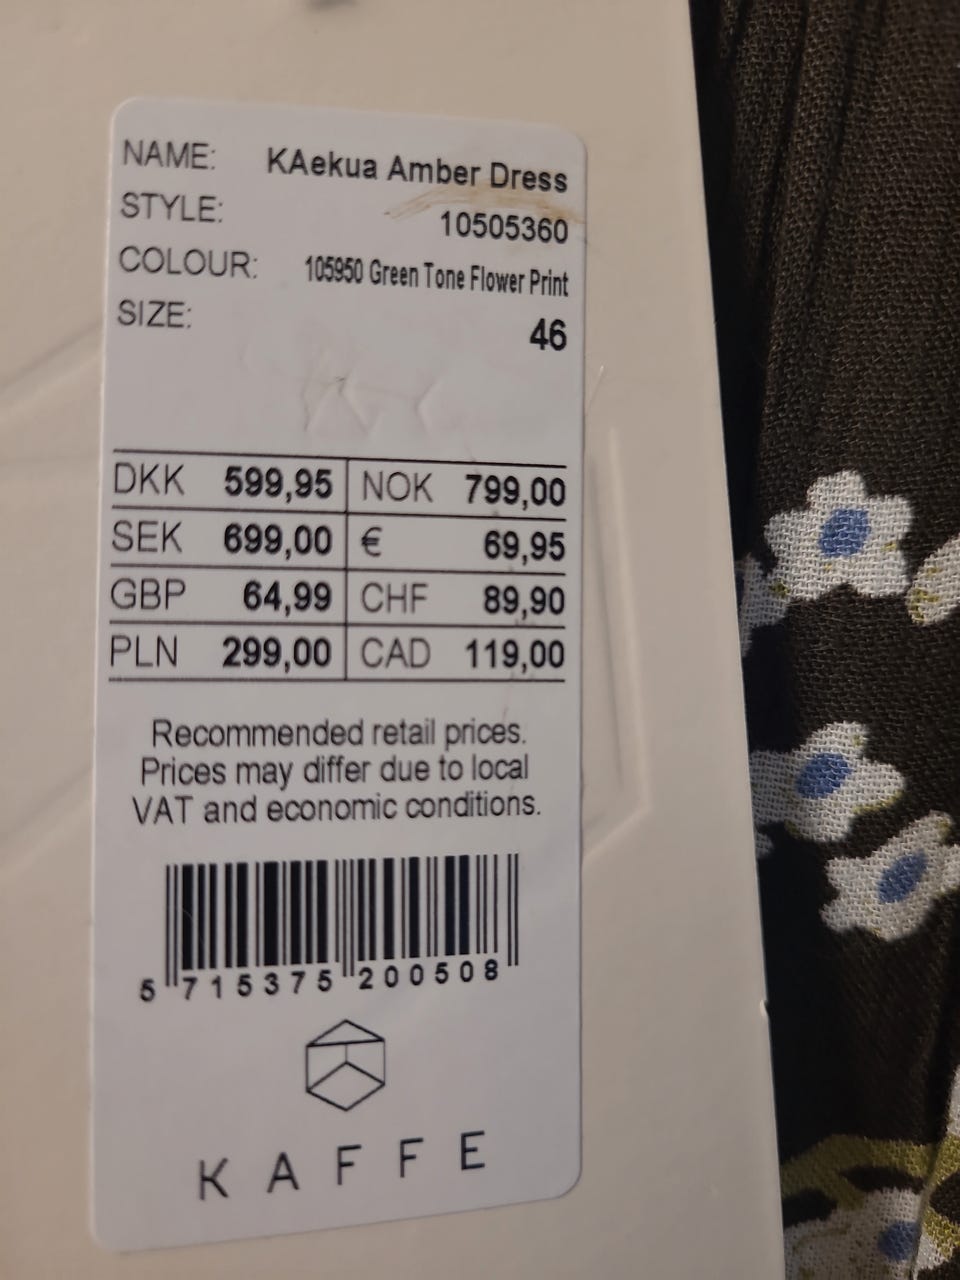 NAME: KAekua Amber Dress
STYLE: 10505360
COLOUR: 105950 Green Tone Flower Print
SIZE: 46
DKK 599,95 NOK 799,00
SEK 699,00 € 69,95
GBP 64,99 CHF 89,90
PLN 299,00 CAD 119,00
Recommended retail prices.
Prices may differ due to local
VAT and economic conditions.
5 715375 200508
KAFFE